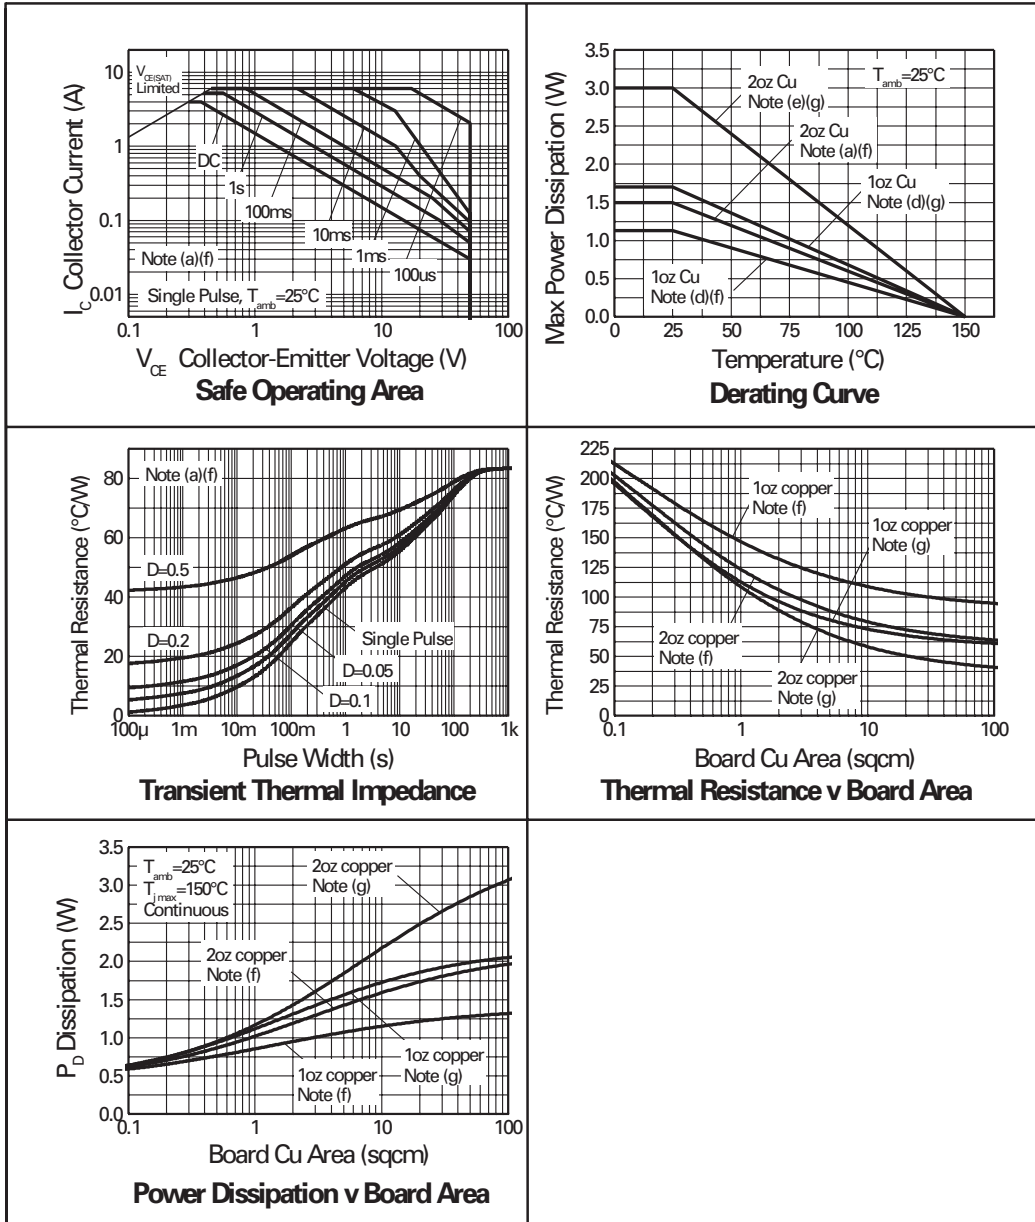 10
1
0.1
0.01
I_C Collector Current (A)
V_CE(SAT)
Limited
DC
1s
100ms
10ms
1ms
100us
Note (a)(f)
Single Pulse, T_amb=25°C
0.1
1
10
100
V_CE Collector-Emitter Voltage (V)
Safe Operating Area
3.5
3.0
2.5
2.0
1.5
1.0
0.5
0.0
Max Power Dissipation (W)
T_amb=25°C
2oz Cu
Note (e)(g)
2oz Cu
Note (a)(f)
1oz Cu
Note (d)(g)
1oz Cu
Note (d)(f)
0
25
50
75
100
125
150
Temperature (°C)
Derating Curve
80
60
40
20
0
Thermal Resistance (°C/W)
Note (a)(f)
D=0.5
D=0.2
Single Pulse
D=0.05
D=0.1
100µ
1m
10m
100m
1
10
100
1k
Pulse Width (s)
Transient Thermal Impedance
225
200
175
150
125
100
75
50
25
0
Thermal Resistance (°C/W)
1oz copper
Note (f)
1oz copper
Note (g)
2oz copper
Note (f)
2oz copper
Note (g)
0.1
1
10
100
Board Cu Area (sqcm)
Thermal Resistance v Board Area
3.5
3.0
2.5
2.0
1.5
1.0
0.5
0.0
P_D Dissipation (W)
T_amb=25°C
T_j max=150°C
Continuous
2oz copper
Note (g)
2oz copper
Note (f)
1oz copper
Note (g)
1oz copper
Note (f)
0.1
1
10
100
Board Cu Area (sqcm)
Power Dissipation v Board Area